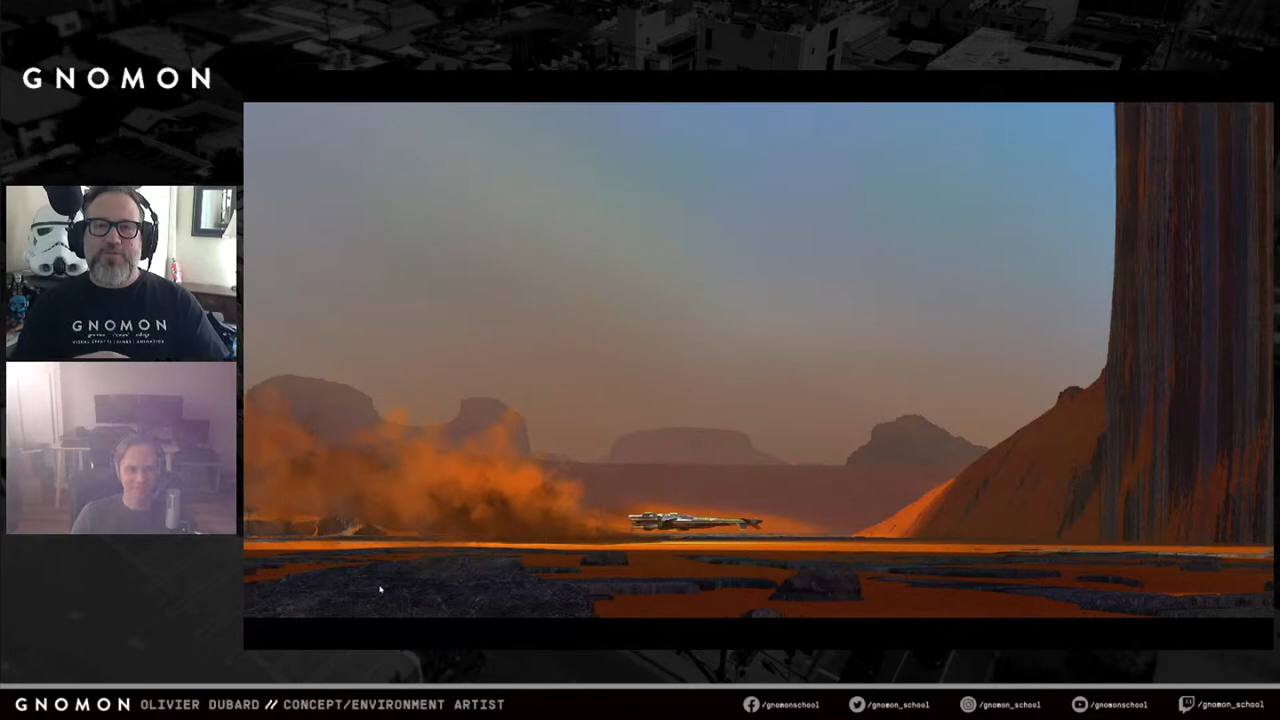 GNOMON
GNOMON
GNOMON OLIVIER DUBARD // CONCEPT/ENVIRONMENT ARTIST
/gnomonschool
/gnomon_school
/gnomon_school
/gnomonschool
/gnomon_school